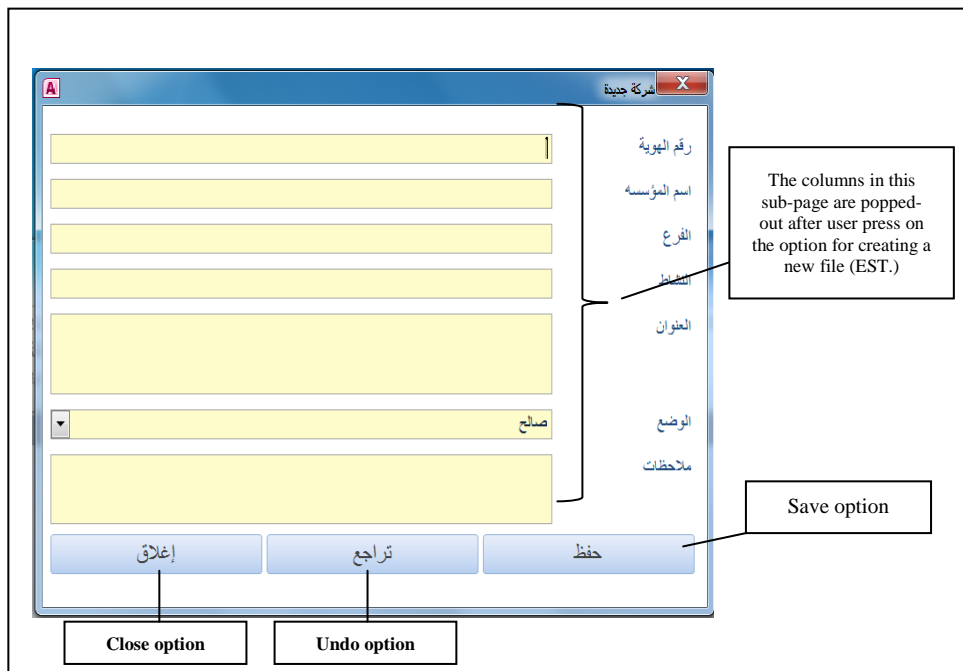 شركة جديدة
رقم الهوية
اسم المؤسسه
الفرع
النشاط
العنوان
الوضع
صالح
ملاحظات
حفظ
تراجع
إغلاق
The columns in this
sub-page are popped-
out after user press on
the option for creating a
new file (EST.)
Save option
Close option
Undo option